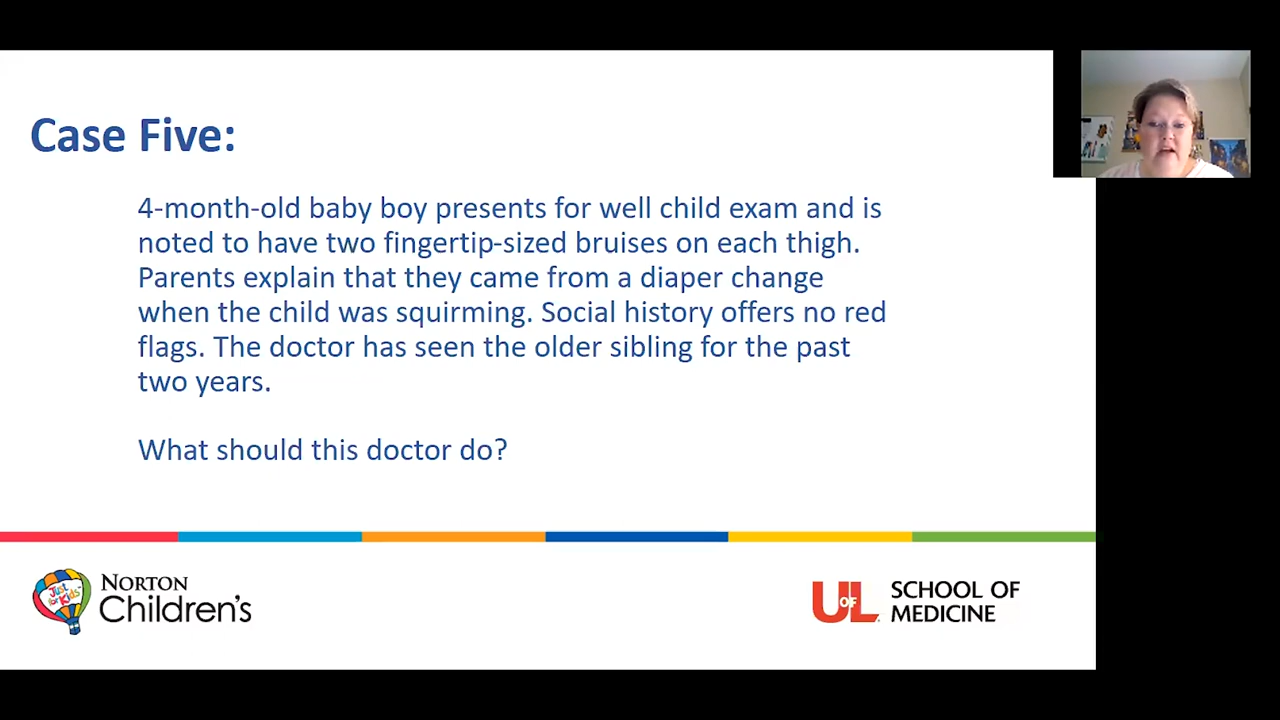 Case Five:
4-month-old baby boy presents for well child exam and is
noted to have two fingertip-sized bruises on each thigh.
Parents explain that they came from a diaper change
when the child was squirming. Social history offers no red
flags. The doctor has seen the older sibling for the past
two years.
What should this doctor do?
Just for Kids
NORTON
Children's
UofL
SCHOOL OF
MEDICINE